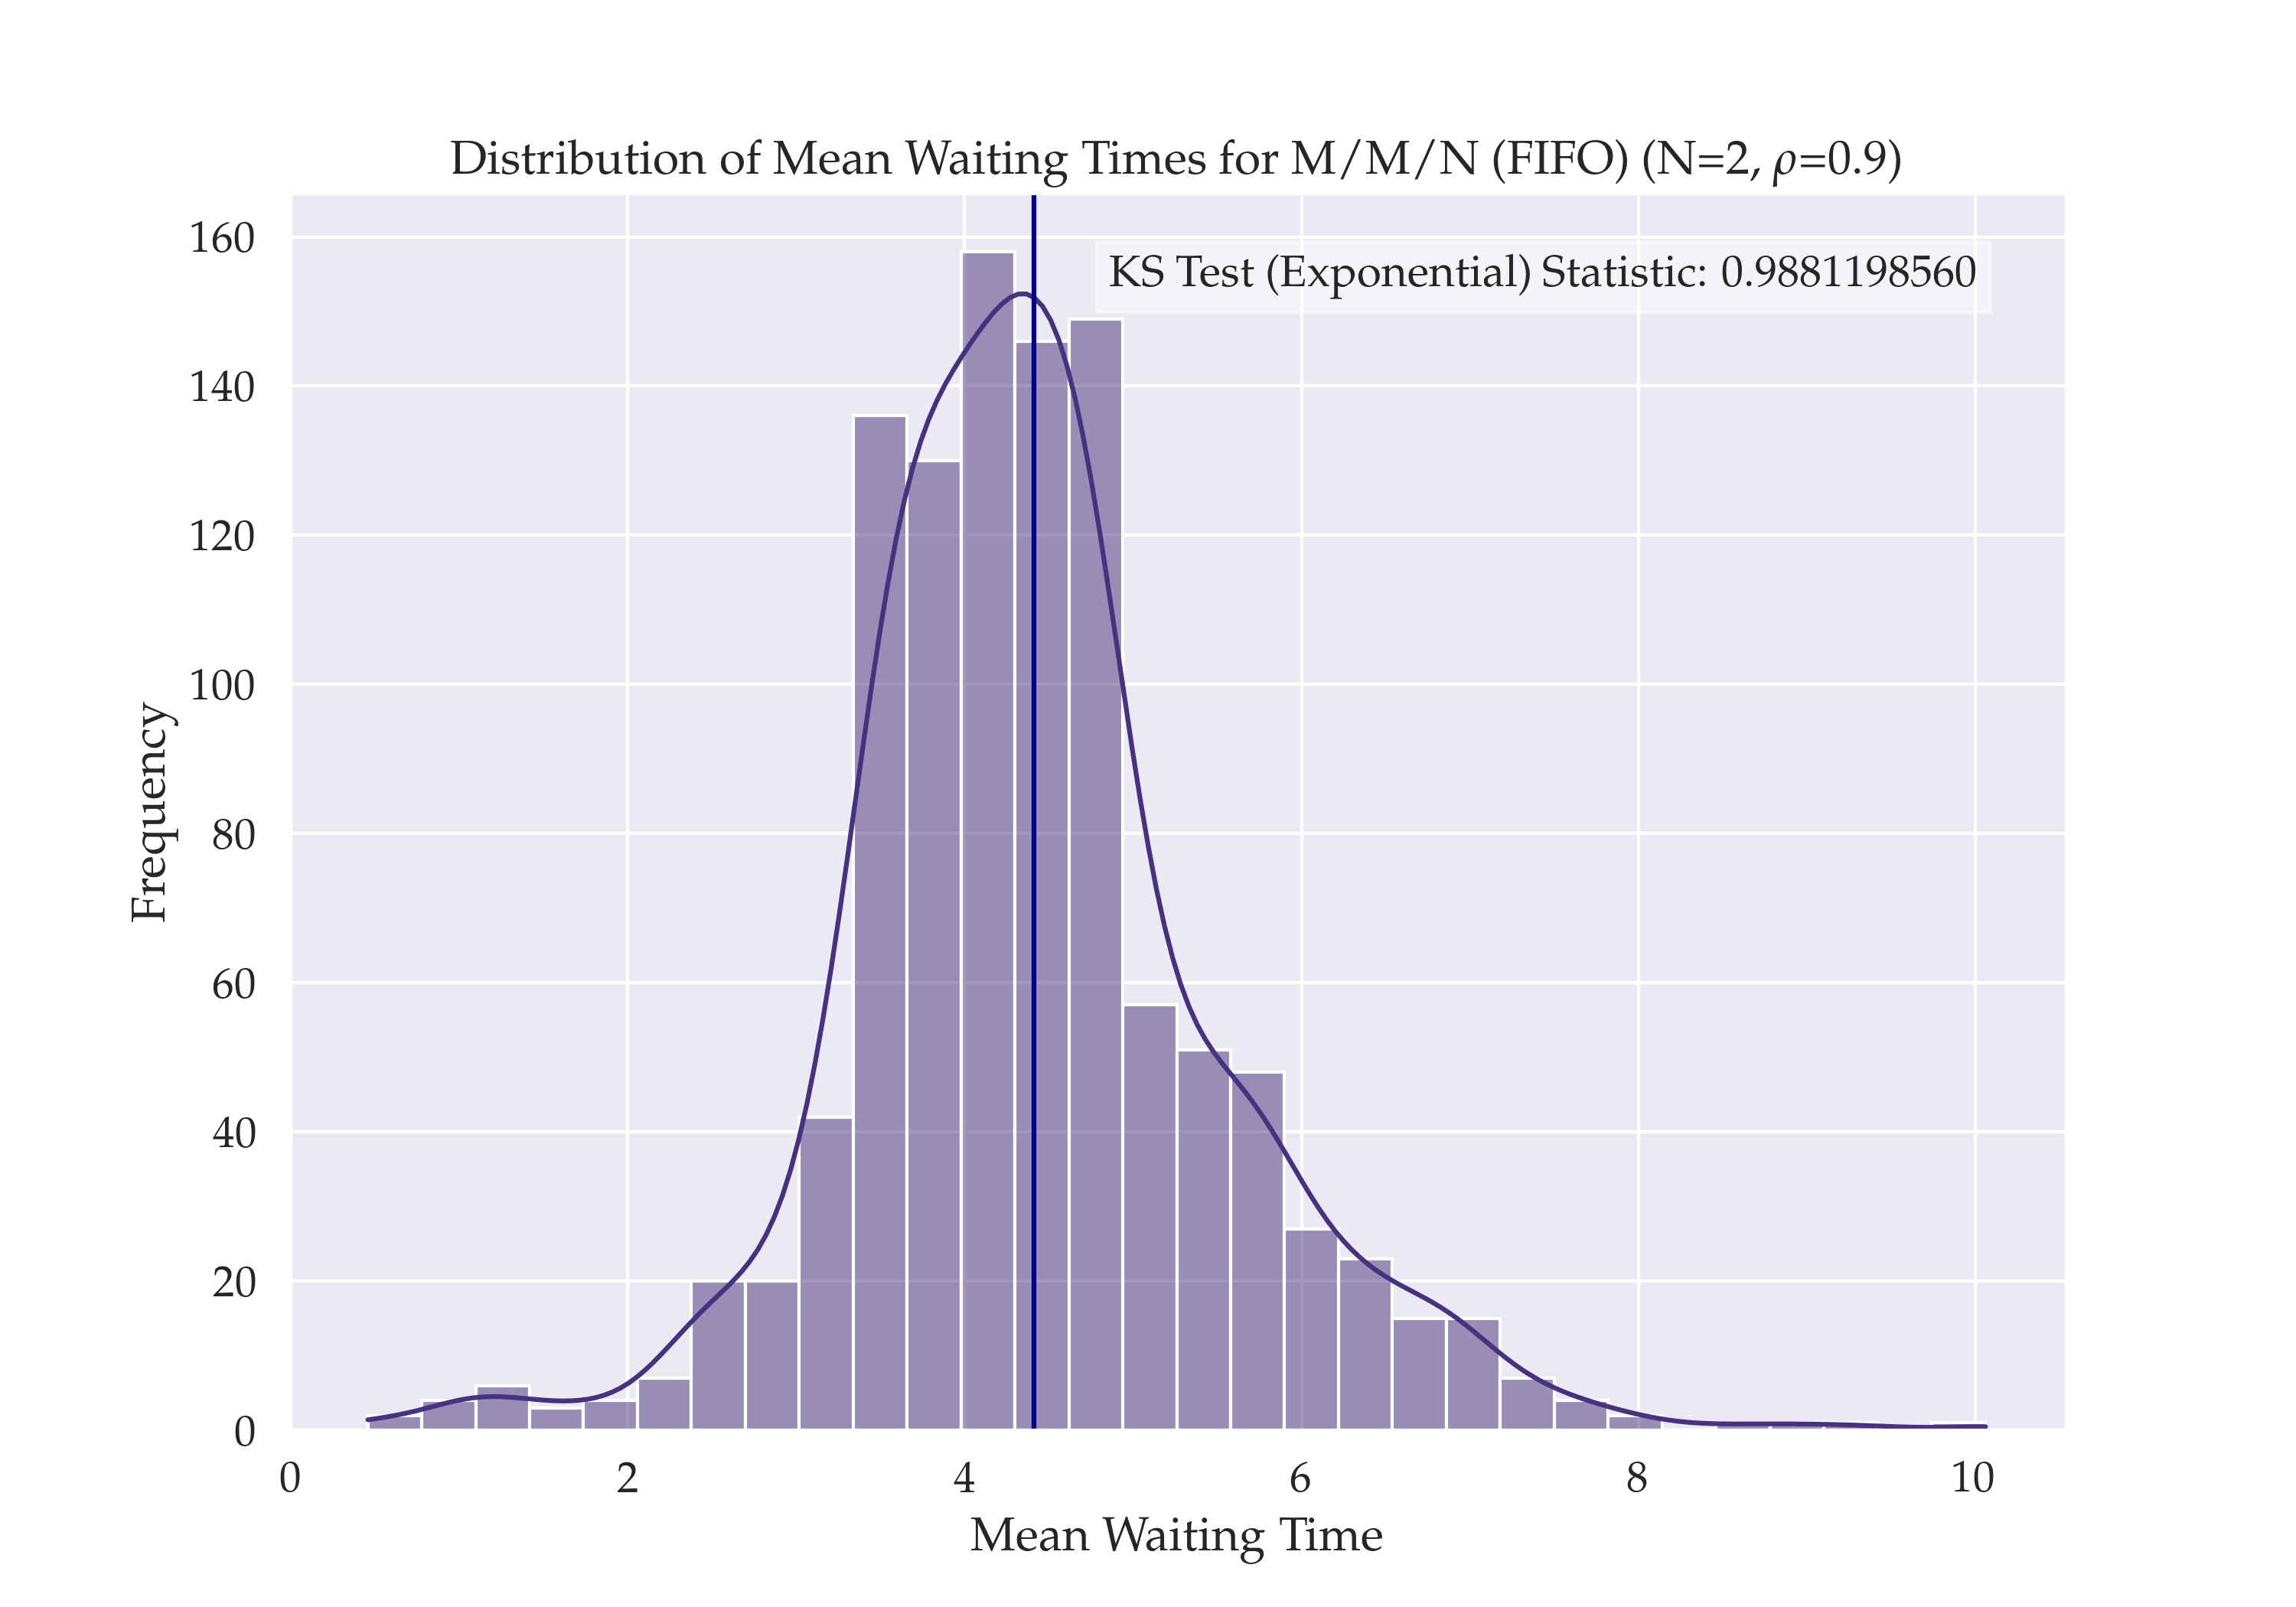 Distribution of Mean Waiting Times for M/M/N (FIFO) (N=2, ρ=0.9)
KS Test (Exponential) Statistic: 0.9881198560
160
140
120
100
80
60
40
20
0
Frequency
0 2 4 6 8 10
Mean Waiting Time